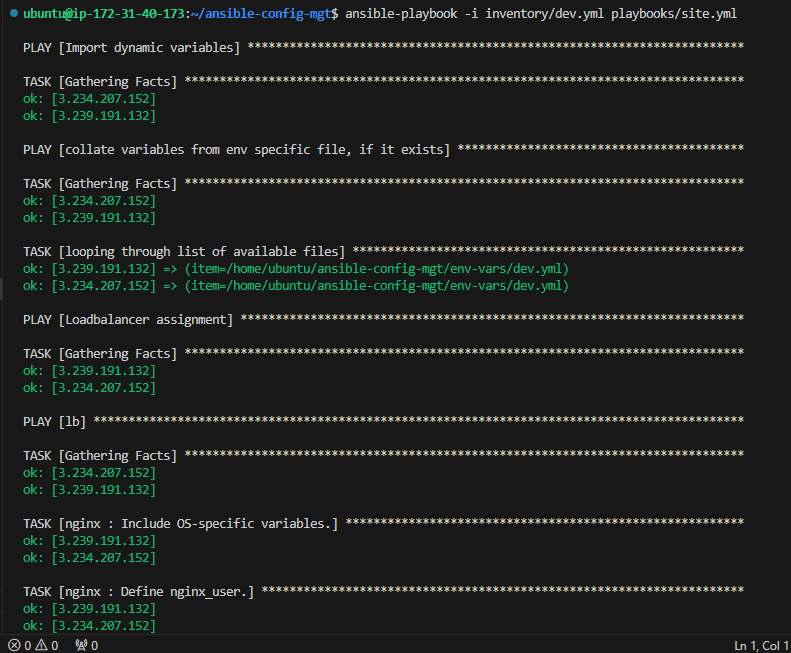 ubuntu@ip-172-31-40-173:~/ansible-config-mgt$ ansible-playbook -i inventory/dev.yml playbooks/site.yml
PLAY [Import dynamic variables] ***********************************************************************
TASK [Gathering Facts] ********************************************************************************
ok: [3.234.207.152]
ok: [3.239.191.132]
PLAY [collate variables from env specific file, if it exists] *****************************************
TASK [Gathering Facts] ********************************************************************************
ok: [3.234.207.152]
ok: [3.239.191.132]
TASK [looping through list of available files] ********************************************************
ok: [3.239.191.132] => (item=/home/ubuntu/ansible-config-mgt/env-vars/dev.yml)
ok: [3.234.207.152] => (item=/home/ubuntu/ansible-config-mgt/env-vars/dev.yml)
PLAY [Loadbalancer assignment] ************************************************************************
TASK [Gathering Facts] ********************************************************************************
ok: [3.239.191.132]
ok: [3.234.207.152]
PLAY [lb] *********************************************************************************************
TASK [Gathering Facts] ********************************************************************************
ok: [3.234.207.152]
ok: [3.239.191.132]
TASK [nginx : Include OS-specific variables.] *********************************************************
ok: [3.239.191.132]
ok: [3.234.207.152]
TASK [nginx : Define nginx_user.] *********************************************************************
ok: [3.239.191.132]
ok: [3.234.207.152]
0 0 0 Ln 1, Col 1